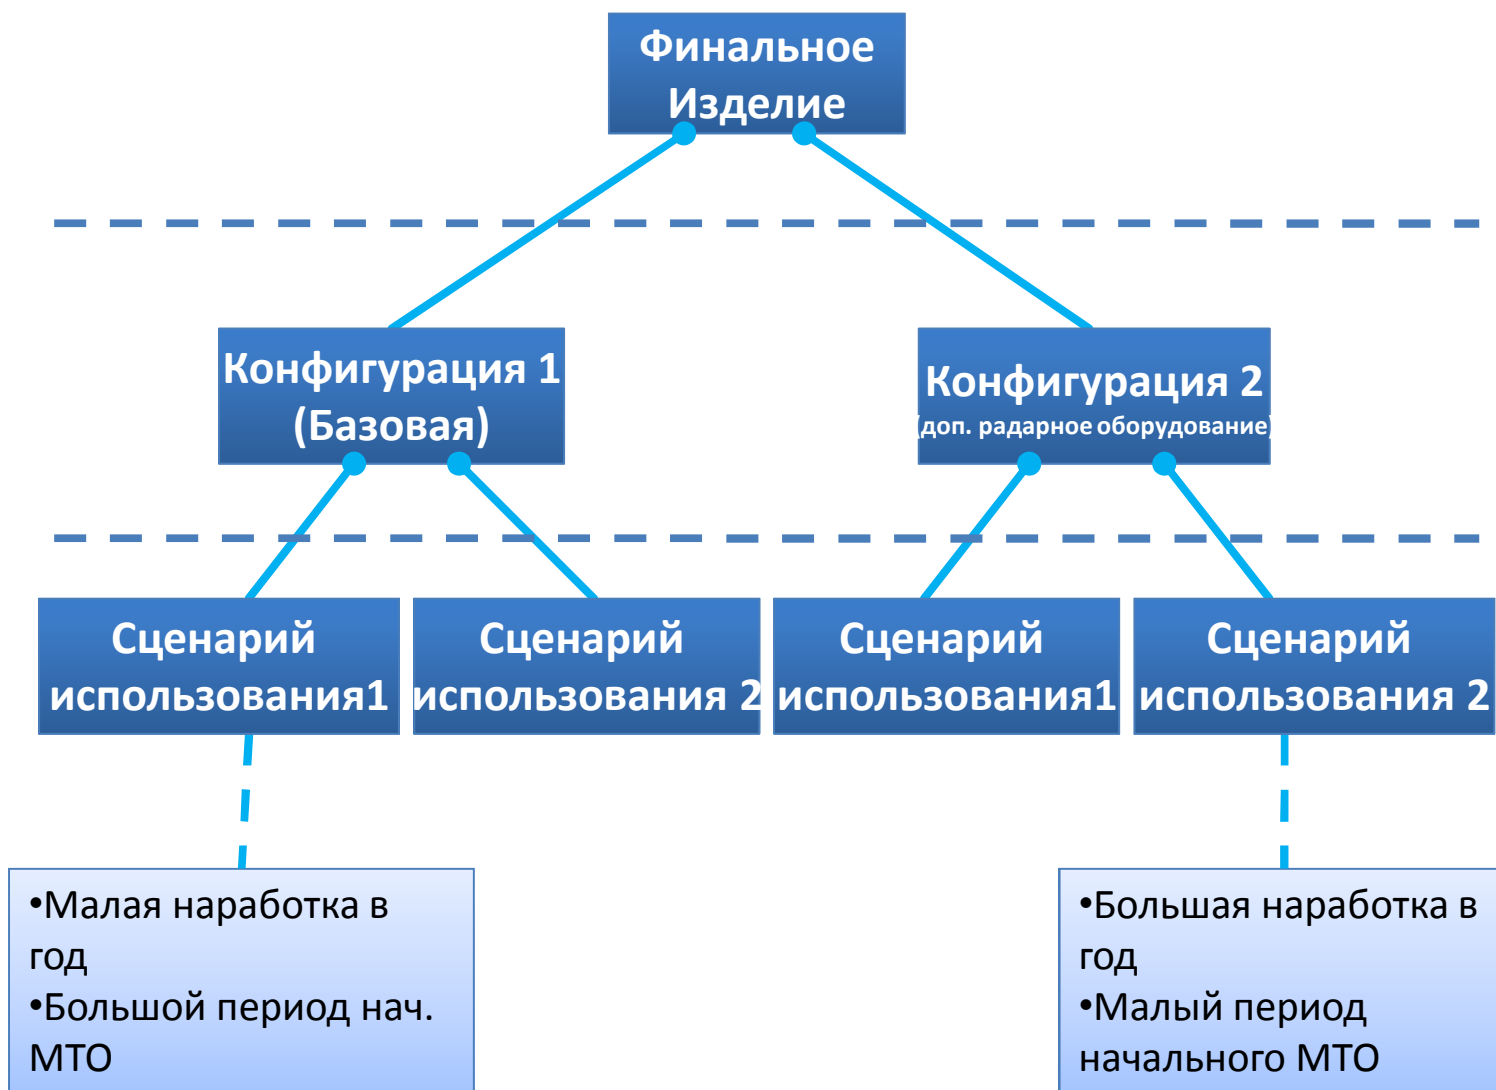 Финальное
Изделие
Конфигурация 1
(Базовая)
Конфигурация 2
(доп. радарное оборудование)
Сценарий
использования1
Сценарий
использования 2
Сценарий
использования1
Сценарий
использования 2
•Малая наработка в
год
•Большой период нач.
МТО
•Большая наработка в
год
•Малый период
начального МТО